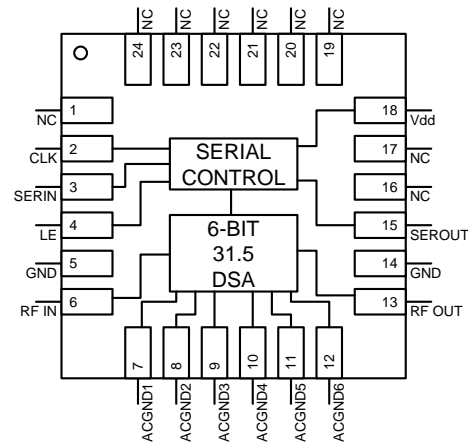 NC
NC
NC
NC
NC
NC
24
23
22
21
20
19
1
NC
2
CLK
3
SERIN
4
LE
5
GND
6
RF IN
SERIAL
CONTROL
6-BIT
31.5
DSA
18
Vdd
17
NC
16
NC
15
SEROUT
14
GND
13
RF OUT
7
8
9
10
11
12
ACGND1
ACGND2
ACGND3
ACGND4
ACGND5
ACGND6